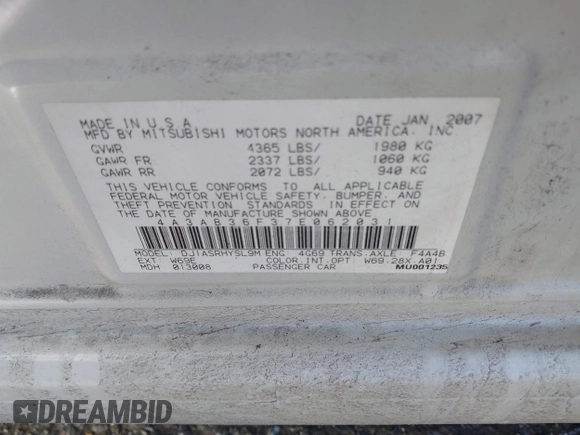 MADE IN U.S.A. DATE JAN, 2007
MFD BY MITSUBISHI MOTORS NORTH AMERICA, INC.
GVWR 4365 LBS/ 1980 KG
GAWR FR 2337 LBS/ 1060 KG
GAWR RR 2072 LBS/ 940 KG
THIS VEHICLE CONFORMS TO ALL APPLICABLE
FEDERAL MOTOR VEHICLE SAFETY, BUMPER, AND
THEFT PREVENTION STANDARDS IN EFFECT ON
THE DATE OF MANUFACTURE SHOWN ABOVE.
4A3AB36F37E062031
MODEL DJ1ASRHYSL9M ENG 4G69 TRANS.AXLE F4A4B
EXT W69E COLOR.INT.OPT: W69.28X.A01
MDH 013008 PASSENGER CAR MU001235
DREAMBID